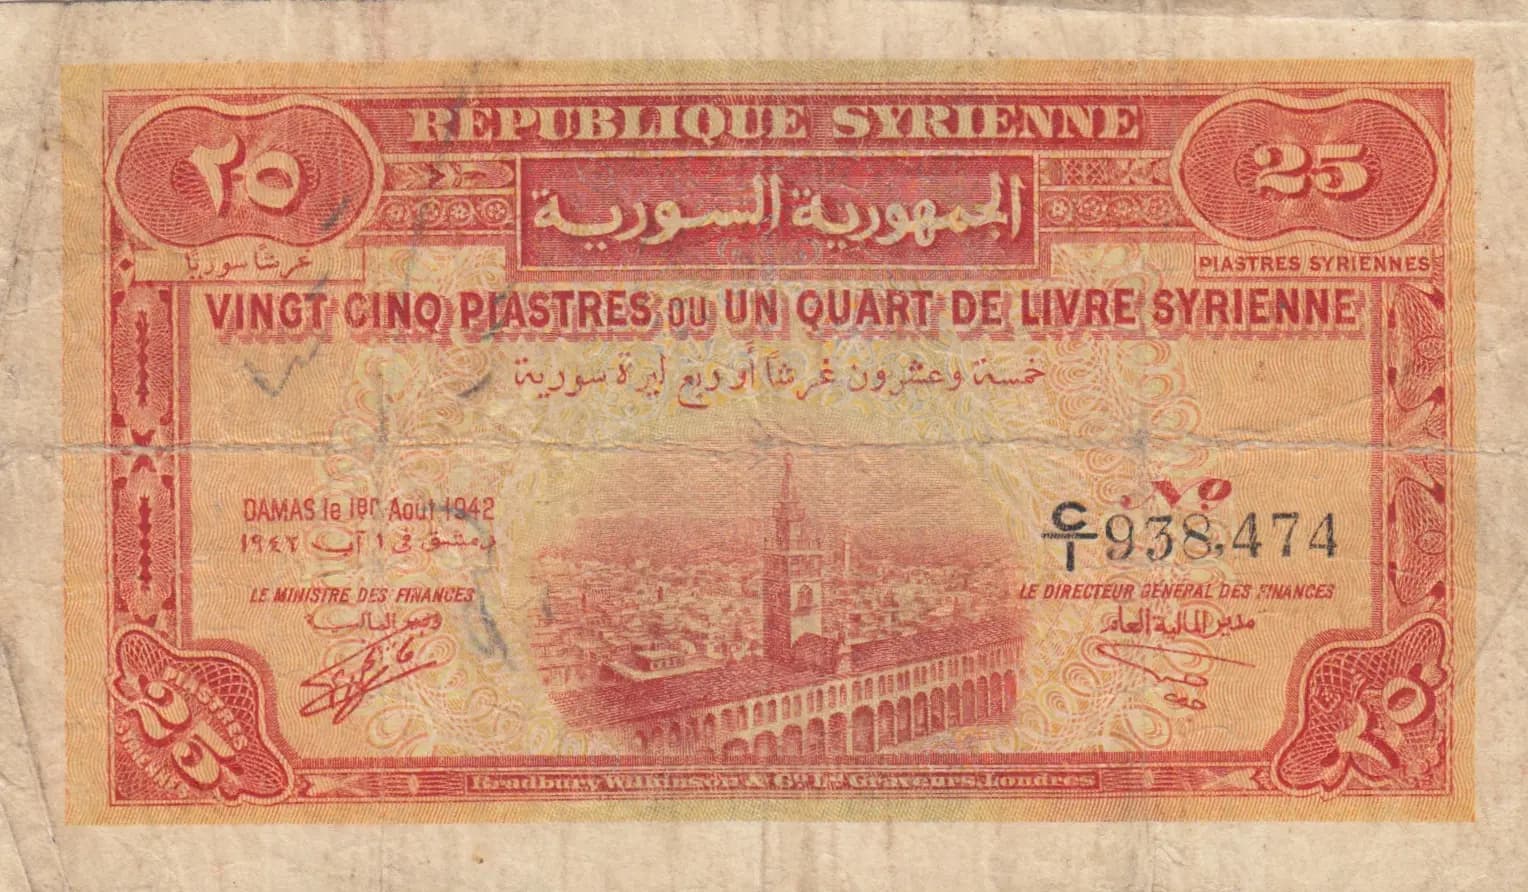 RÉPUBLIQUE SYRIENNE
٢٥
25
الجمهورية السورية
غرشاً سورياً
PIASTRES SYRIENNES
VINGT CINQ PIASTRES OU UN QUART DE LIVRE SYRIENNE
خمسة وعشرون غرشاً أو ربع ليرة سورية
DAMAS le 1er Août 1942
دمشق في ١ آب ١٩٤٢
Nº
C/1 938,474
LE MINISTRE DES FINANCES
وزير المالية
LE DIRECTEUR GÉNÉRAL DES FINANCES
مدير المالية العام
PIASTRES
25
SYRIENNES
٢٥
Bradbury Wilkinson & Co. Ld. Graveurs, Londres